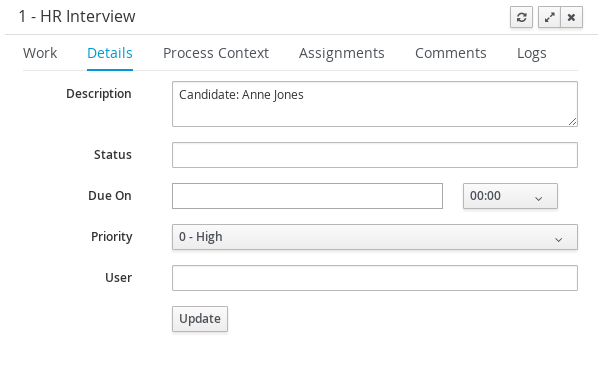 1 - HR Interview
Work Details Process Context Assignments Comments Logs
Description Candidate: Anne Jones
Status
Due On 00:00
Priority 0 - High
User
Update